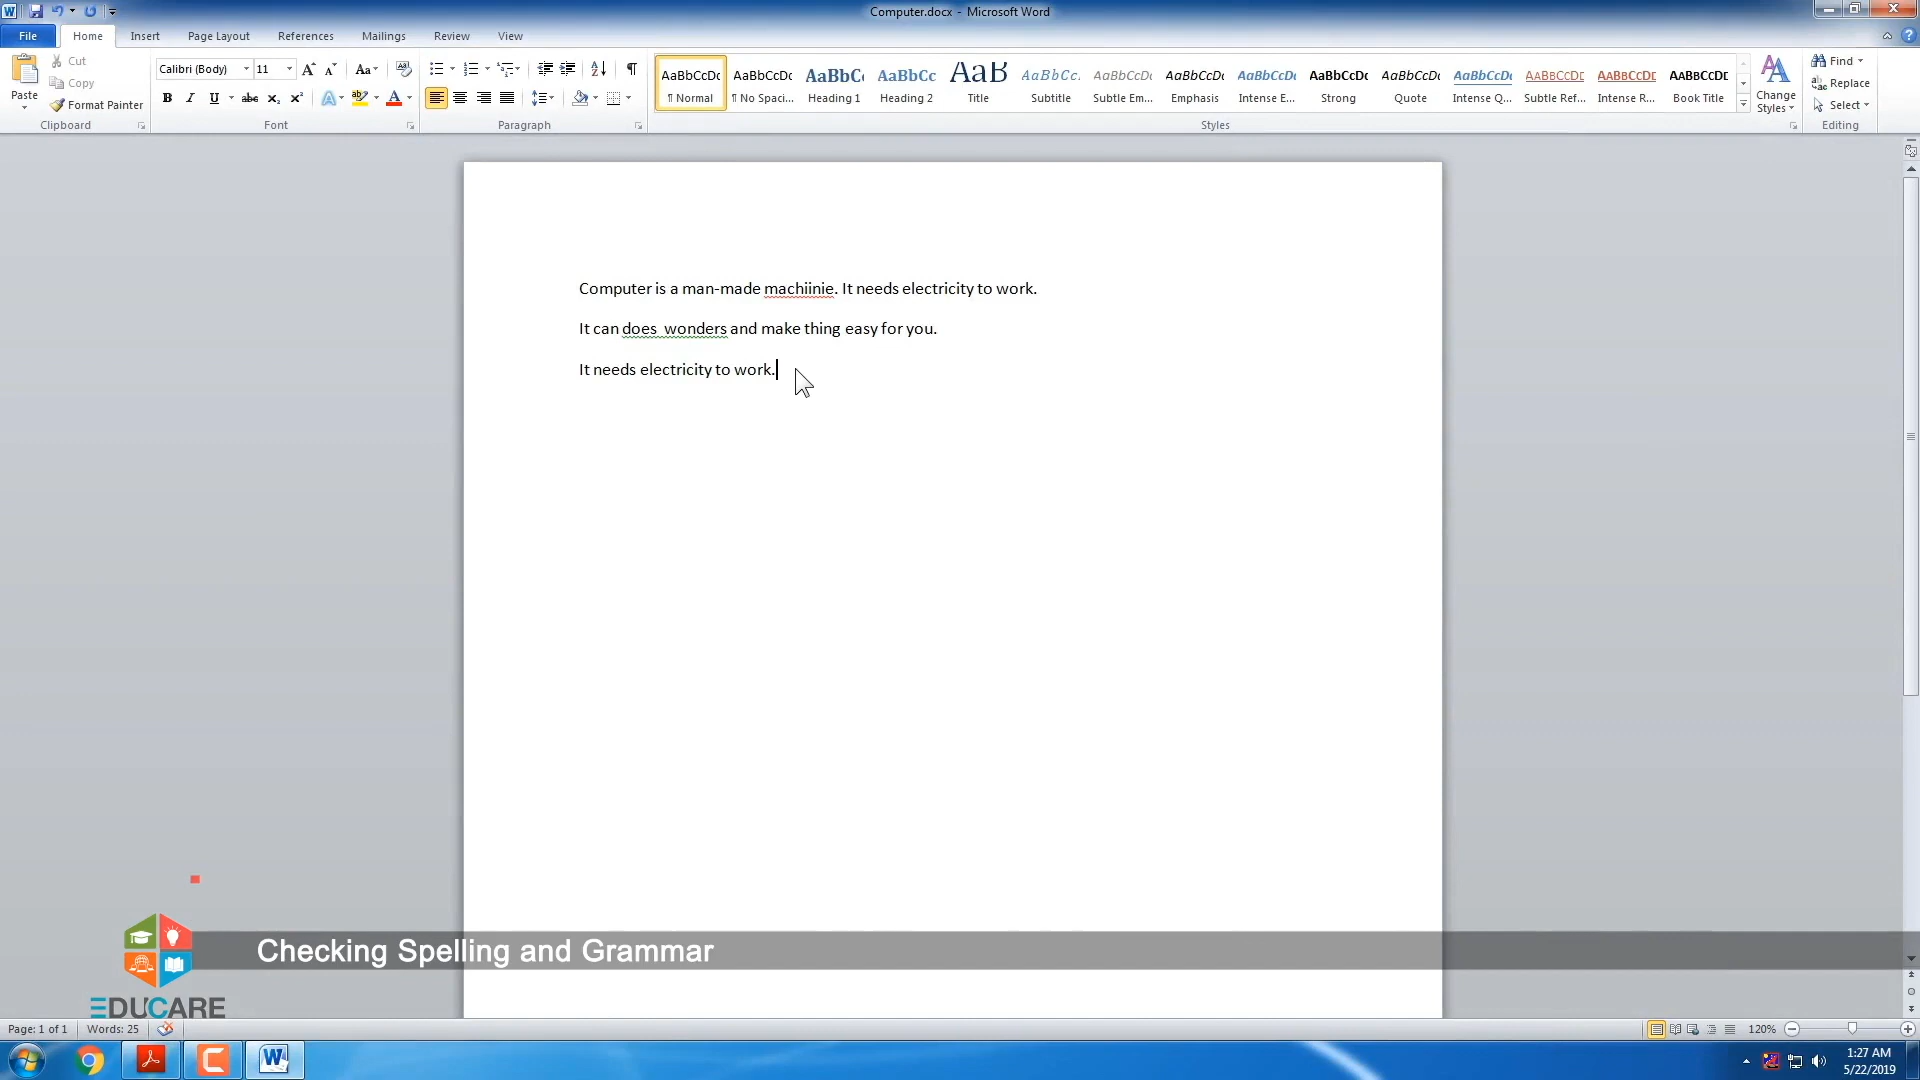 Computer.docx - Microsoft Word
File Home Insert Page Layout References Mailings Review View
Paste
Cut
Copy
Format Painter
Clipboard
Calibri (Body) 11
Font
Paragraph
AaBbCcDc AaBbCcDc AaBbC AaBbCc AaB AaBbCc. AaBbCcDc AaBbCcDc AaBbCcDc AaBbCcDc AaBbCcDc AaBbCcDc AABBCCDE AABBCCDE AABBCCDE
¶ Normal ¶ No Spaci... Heading 1 Heading 2 Title Subtitle Subtle Em... Emphasis Intense E... Strong Quote Intense Q... Subtle Ref... Intense R... Book Title
Change
Styles
Styles
Find
Replace
Select
Editing
Computer is a man-made machiinie. It needs electricity to work.
It can does  wonders and make thing easy for you.
It needs electricity to work.
Checking Spelling and Grammar
EDUCARE
Page: 1 of 1 Words: 25
120%
1:27 AM
5/22/2019